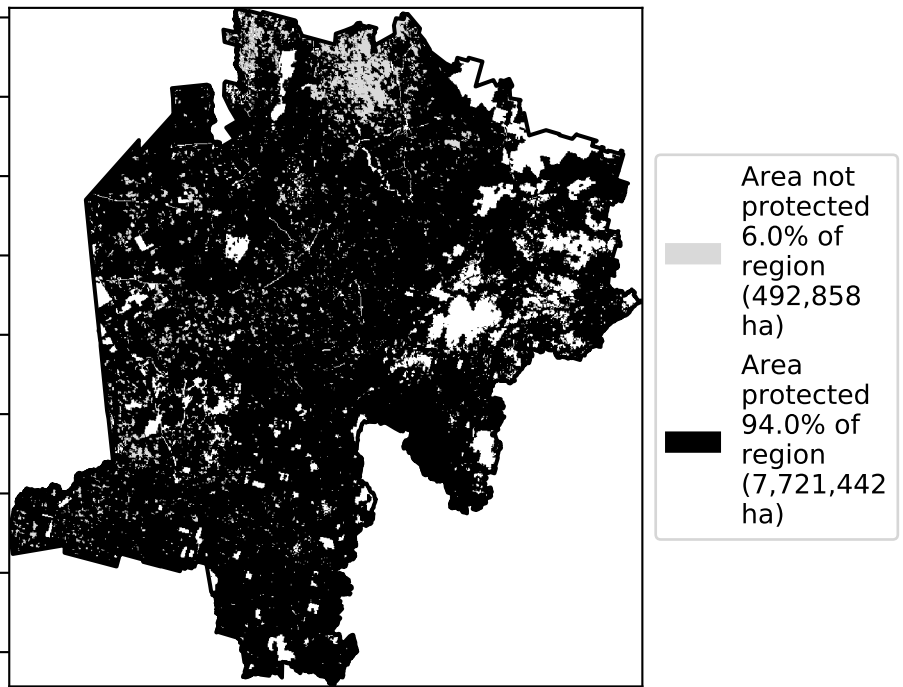 Area not
protected
6.0% of
region
(492,858
ha)
Area
protected
94.0% of
region
(7,721,442
ha)